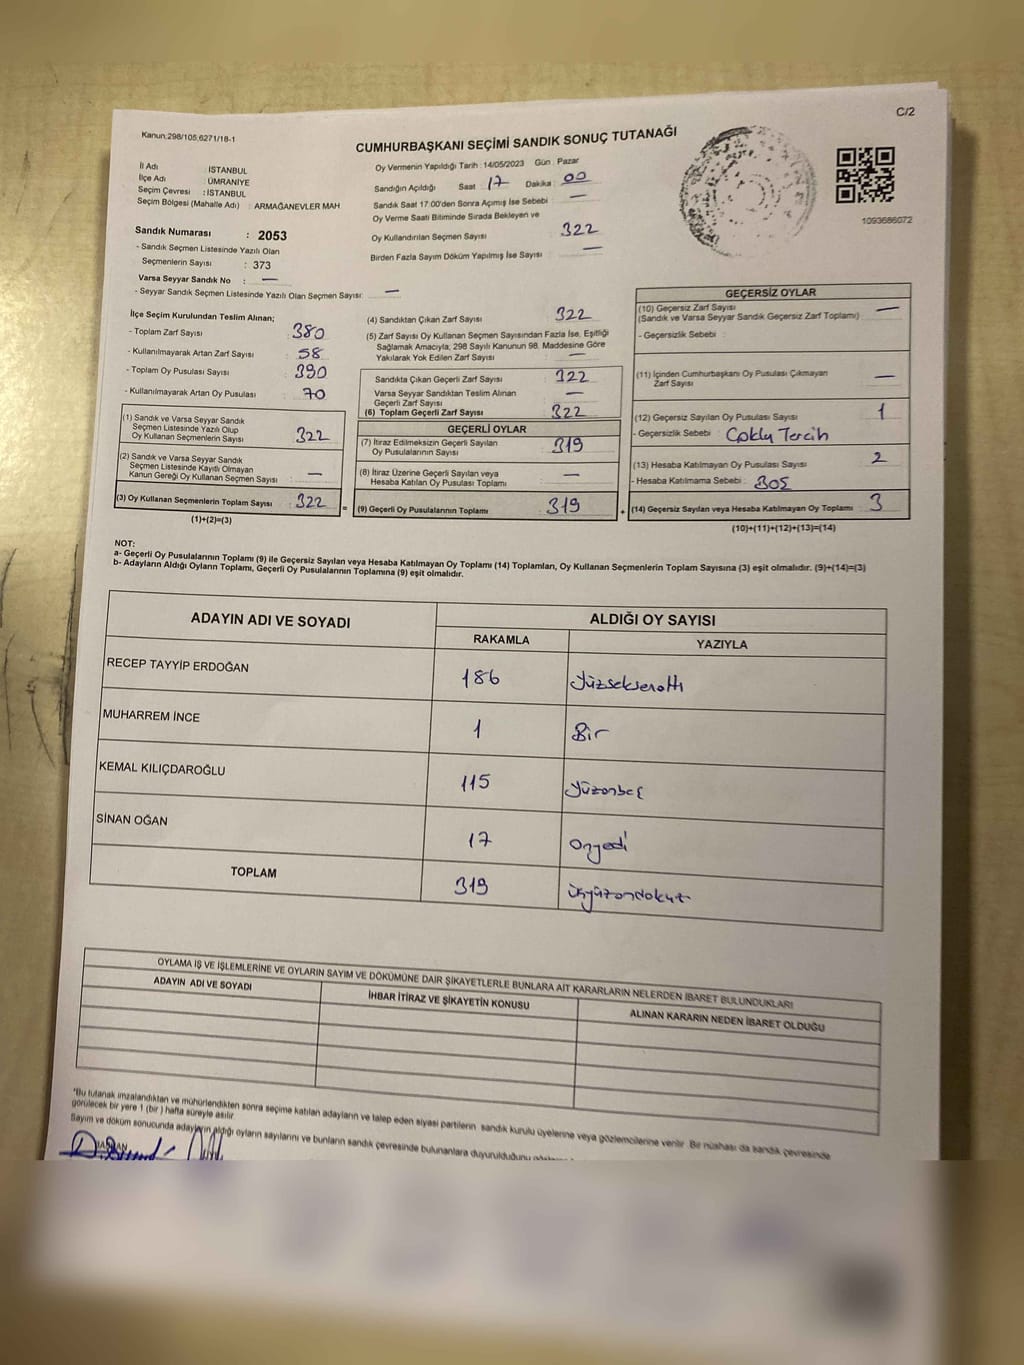 C/2
Kanun:298/105,6271/18-1
CUMHURBAŞKANI SEÇİMİ SANDIK SONUÇ TUTANAĞI
1093686072
İl Adı : İSTANBUL
İlçe Adı : ÜMRANİYE
Seçim Çevresi : İSTANBUL
Seçim Bölgesi (Mahalle Adı) : ARMAĞANEVLER MAH
Sandık Numarası : 2053
- Sandık Seçmen Listesinde Yazılı Olan
Seçmenlerin Sayısı : 373
Varsa Seyyar Sandık No : —
- Seyyar Sandık Seçmen Listesinde Yazılı Olan Seçmen Sayısı: —
Oy Vermenin Yapıldığı Tarih : 14/05/2023 Gün : Pazar
Sandığın Açıldığı Saat : 17 Dakika : 00
Sandık Saat 17:00'den Sonra Açımış İse Sebebi : —
Oy Verme Saati Bitiminde Sırada Bekleyen ve
Oy Kullandırılan Seçmen Sayısı : 322
Birden Fazla Sayım Döküm Yapılmış İse Sayısı : —
İlçe Seçim Kurulundan Teslim Alınan;
- Toplam Zarf Sayısı : 380
- Kullanılmayarak Artan Zarf Sayısı : 58
- Toplam Oy Pusulası Sayısı : 390
- Kullanılmayarak Artan Oy Pusulası : 70
(1) Sandık ve Varsa Seyyar Sandık
Seçmen Listesinde Yazılı Olup
Oy Kullanan Seçmenlerin Sayısı : 322
(2) Sandık ve Varsa Seyyar Sandık
Seçmen Listesinde Kayıtlı Olmayan
Kanun Gereği Oy Kullanan Seçmen Sayısı : —
(3) Oy Kullanan Seçmenlerin Toplam Sayısı : 322
(1)+(2)=(3)
(4) Sandıktan Çıkan Zarf Sayısı : 322
(5) Zarf Sayısı Oy Kullanan Seçmen Sayısından Fazla İse, Eşitliği
Sağlamak Amacıyla, 298 Sayılı Kanunun 98. Maddesine Göre
Yakılarak Yok Edilen Zarf Sayısı : —
Sandıkta Çıkan Geçerli Zarf Sayısı : 322
Varsa Seyyar Sandıktan Teslim Alınan
Geçerli Zarf Sayısı : —
(6) Toplam Geçerli Zarf Sayısı : 322
GEÇERLİ OYLAR
(7) İtiraz Edilmeksizin Geçerli Sayılan
Oy Pusulalarının Sayısı : 319
(8) İtiraz Üzerine Geçerli Sayılan veya
Hesaba Katılan Oy Pusulası Toplamı : —
= (9) Geçerli Oy Pusulalarının Toplamı : 319
GEÇERSİZ OYLAR
(10) Geçersiz Zarf Sayısı : —
(Sandık ve Varsa Seyyar Sandık Geçersiz Zarf Toplamı)
- Geçersizlik Sebebi :
(11) İçinden Cumhurbaşkanı Oy Pusulası Çıkmayan
Zarf Sayısı : —
(12) Geçersiz Sayılan Oy Pusulası Sayısı : 1
- Geçersizlik Sebebi : Çoklu Tercih
(13) Hesaba Katılmayan Oy Pusulası Sayısı : 2
- Hesaba Katılmama Sebebi : BOŞ
+ (14) Geçersiz Sayılan veya Hesaba Katılmayan Oy Toplamı : 3
(10)+(11)+(12)+(13)=(14)
NOT:
a- Geçerli Oy Pusulalarının Toplamı (9) ile Geçersiz Sayılan veya Hesaba Katılmayan Oy Toplamı (14) Toplamları, Oy Kullanan Seçmenlerin Toplam Sayısına (3) eşit olmalıdır. (9)+(14)=(3)
b- Adayların Aldığı Oyların Toplamı, Geçerli Oy Pusulalarının Toplamına (9) eşit olmalıdır.
ADAYIN ADI VE SOYADI ALDIĞI OY SAYISI
RAKAMLA YAZIYLA
RECEP TAYYİP ERDOĞAN 186 Yüzseksenaltı
MUHARREM İNCE 1 Bir
KEMAL KILIÇDAROĞLU 115 Yüzonbeş
SİNAN OĞAN 17 Onyedi
TOPLAM 319 üçyüzondokuz
OYLAMA İŞ VE İŞLEMLERİNE VE OYLARIN SAYIM VE DÖKÜMÜNE DAİR ŞİKAYETLERLE BUNLARA AİT KARARLARIN NELERDEN İBARET BULUNDUKLARI
ADAYIN ADI VE SOYADI İHBAR İTİRAZ VE ŞİKAYETİN KONUSU ALINAN KARARIN NEDEN İBARET OLDUĞU
*Bu tutanak imzalandıktan ve mühürlendikten sonra seçime katılan adayların ve talep eden siyasi partilerin sandık kurulu üyelerine veya gözlemcilerine verilir. Bir nüshası da sandık çevresinde
görülecek bir yere 1 (bir ) hafta süreyle asılır.
Sayım ve döküm sonucunda adayların aldığı oyların sayılarını ve bunların sandık çevresinde bulunanlara duyurulduğunu